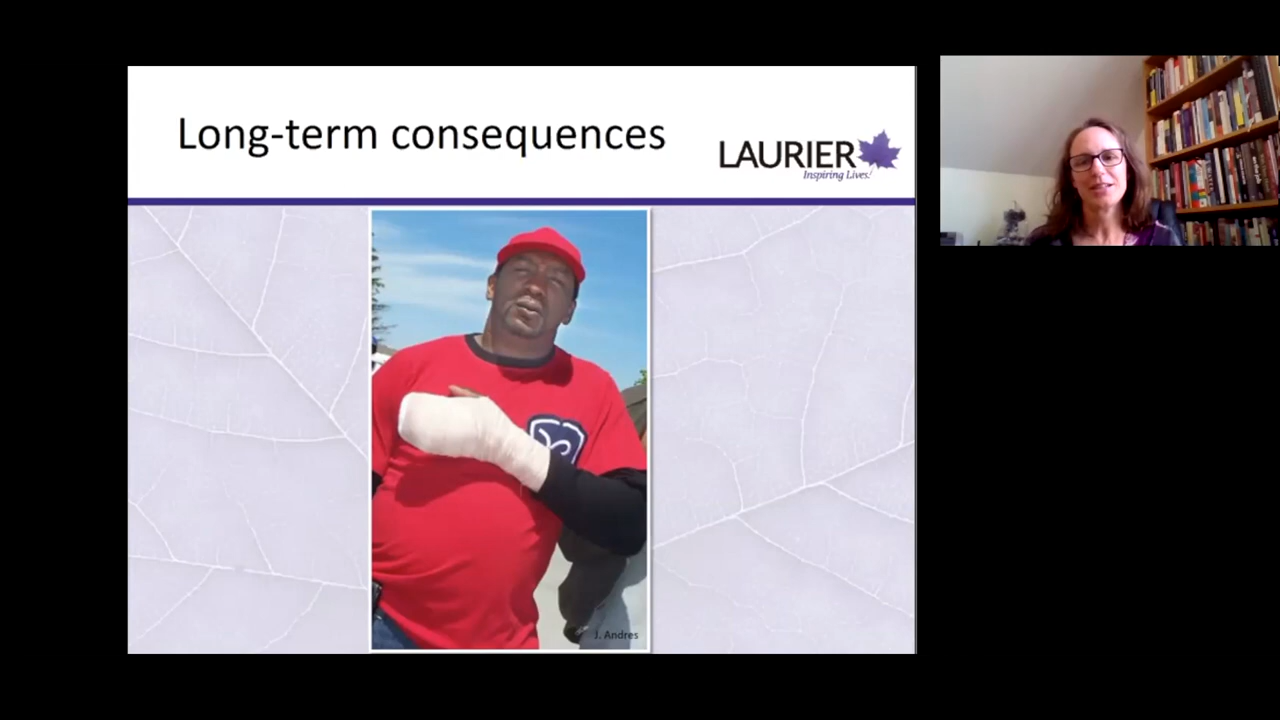 Long-term consequences
LAURIER
Inspiring Lives.
J. Andres